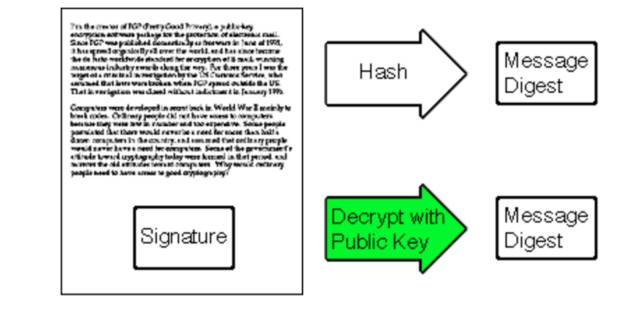 I'm the creator of PGP (Pretty Good Privacy), a public-key
encryption software package for the protection of electronic mail.
Since PGP was published domestically as freeware in June of 1991,
it has spread organically all over the world, and has since become
the de facto worldwide standard for encryption of E-mail, winning
numerous industry awards along the way. For three years I was the
target of a criminal investigation by the US Customs Service, who
assumed that laws were broken when PGP spread outside the US.
That investigation was closed without indictment in January 1996.
Computers were developed in secret back in World War II mainly to
break codes. Ordinary people did not have access to computers
because they were few in number and too expensive. Some people
postulated that there would never be a need for more than half a
dozen computers in the country, and assumed that ordinary people
would never have a need for computers. Some of the government's
attitude toward cryptography today were formed in that period, and
mirrors the old attitudes toward computers. Why would ordinary
people need to have access to good cryptography?
Signature
Hash
Message
Digest
Decrypt with
Public Key
Message
Digest